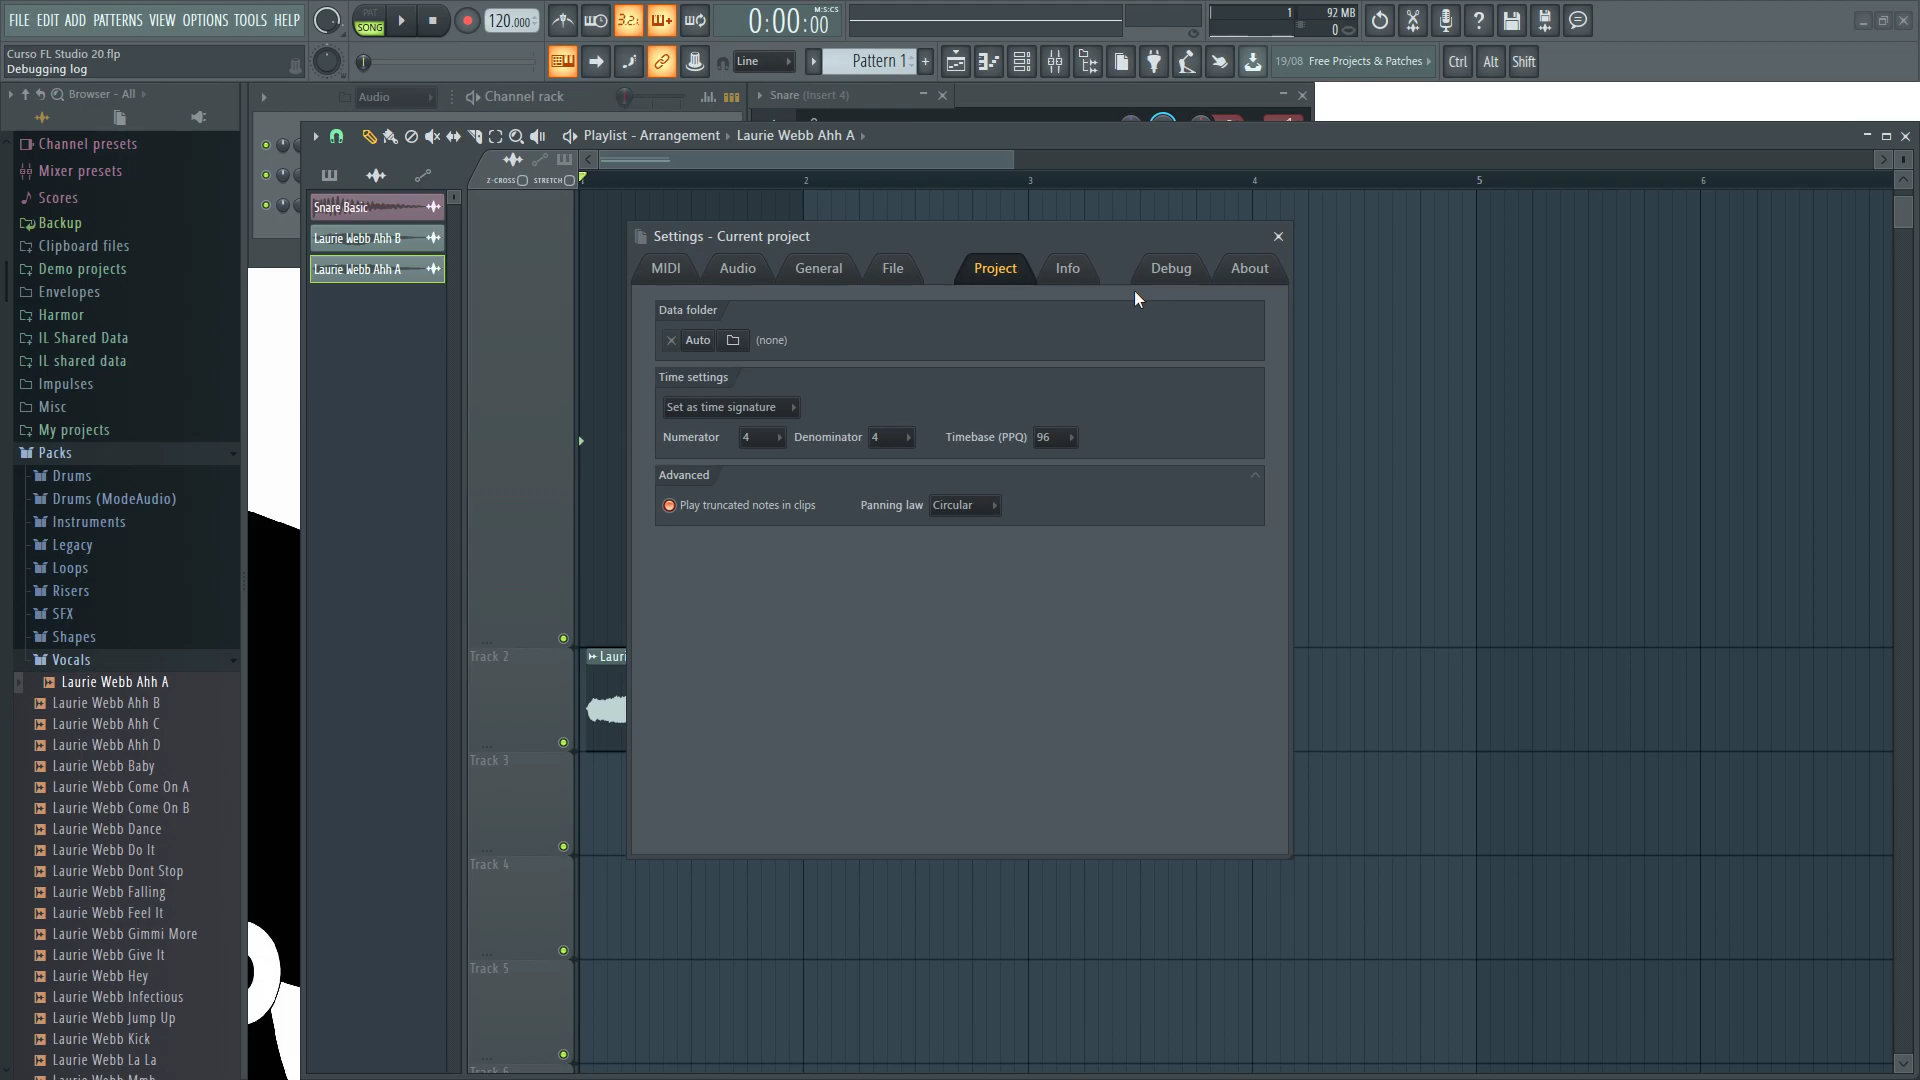 FILE EDIT ADD PATTERNS VIEW OPTIONS TOOLS HELP
PAT
SONG
120.000
3.2.
0:00:00
M:S:CS
1
92 MB
0
Curso FL Studio 20.flp
Debugging log
Line
Pattern 1
19/08 Free Projects & Patches
Ctrl
Alt
Shift
Browser - All
Audio
Channel rack
Snare (Insert 4)
Playlist - Arrangement › Laurie Webb Ahh A ›
Z-CROSS
STRETCH
2
3
4
5
6
Channel presets
Mixer presets
Scores
Backup
Clipboard files
Demo projects
Envelopes
Harmor
IL Shared Data
IL shared data
Impulses
Misc
My projects
Packs
Drums
Drums (ModeAudio)
Instruments
Legacy
Loops
Risers
SFX
Shapes
Vocals
Laurie Webb Ahh A
Laurie Webb Ahh B
Laurie Webb Ahh C
Laurie Webb Ahh D
Laurie Webb Baby
Laurie Webb Come On A
Laurie Webb Come On B
Laurie Webb Dance
Laurie Webb Do It
Laurie Webb Dont Stop
Laurie Webb Falling
Laurie Webb Feel It
Laurie Webb Gimmi More
Laurie Webb Give It
Laurie Webb Hey
Laurie Webb Infectious
Laurie Webb Jump Up
Laurie Webb Kick
Laurie Webb La La
Snare Basic
Laurie Webb Ahh B
Laurie Webb Ahh A
Track 2
Lauri
Track 3
Track 4
Track 5
Settings - Current project
MIDI
Audio
General
File
Project
Info
Debug
About
Data folder
Auto
(none)
Time settings
Set as time signature
Numerator
4
Denominator
4
Timebase (PPQ)
96
Advanced
Play truncated notes in clips
Panning law
Circular